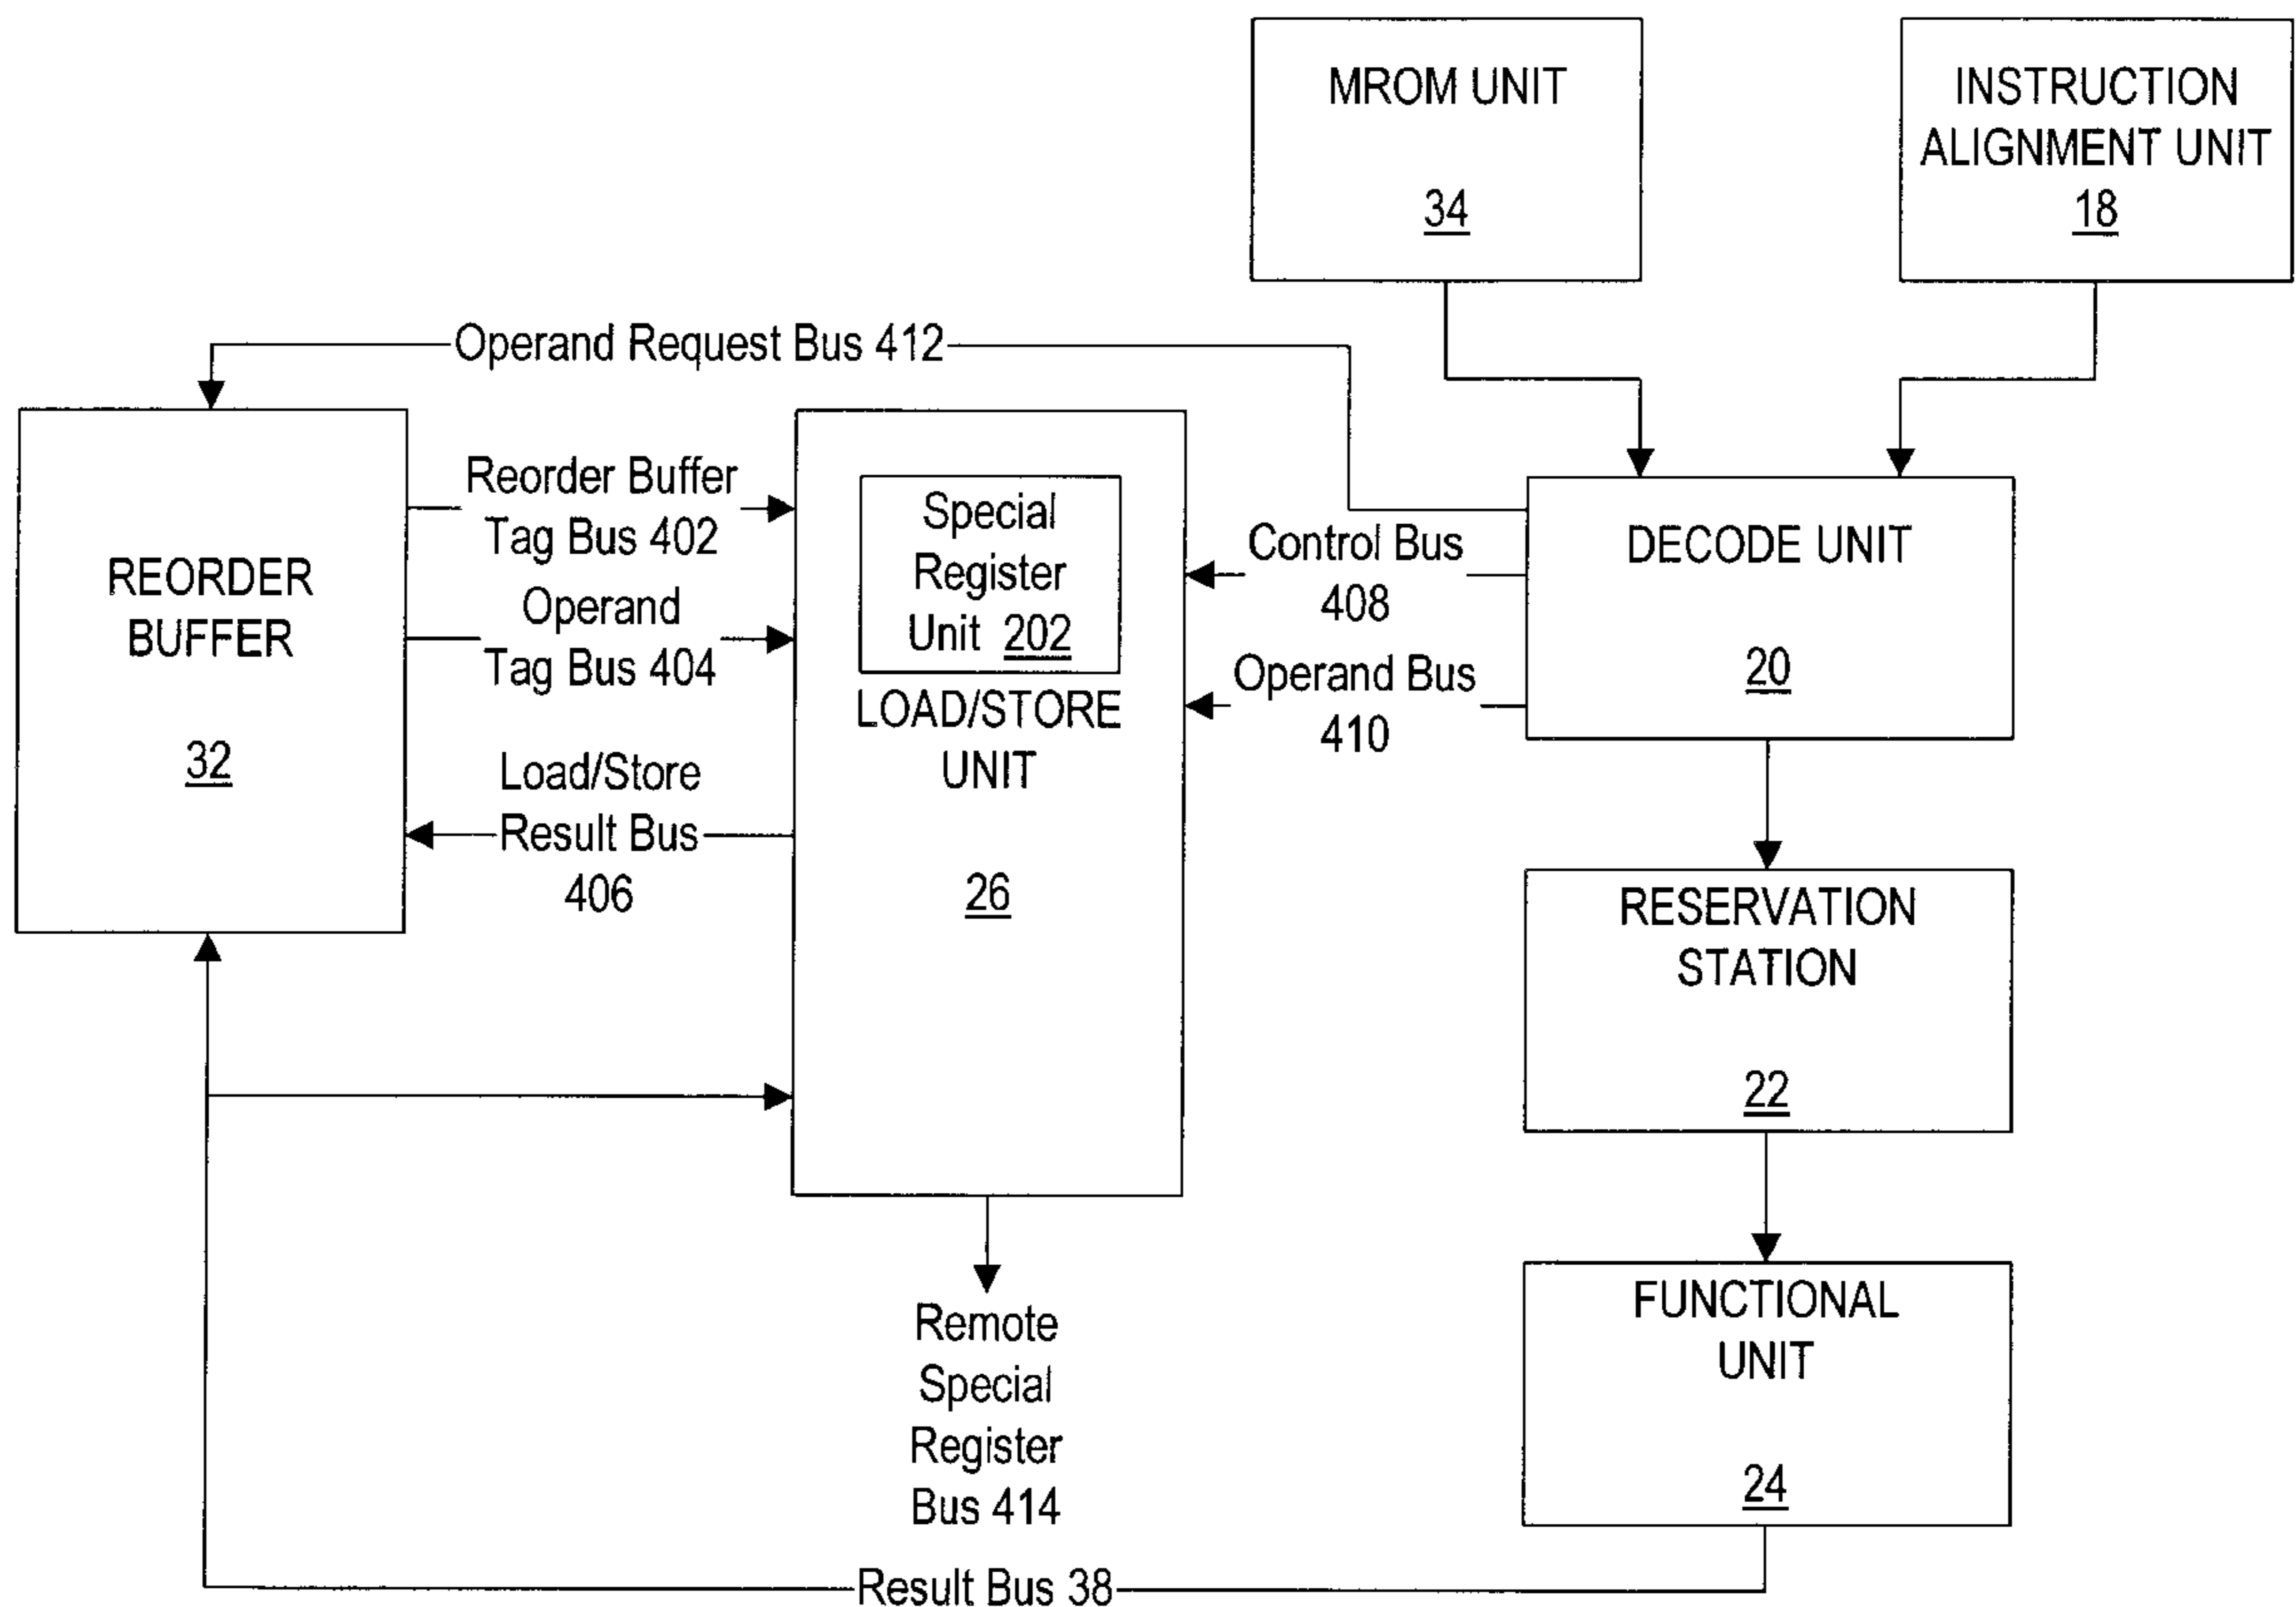 MROM UNIT
34
INSTRUCTION
ALIGNMENT UNIT
18
Operand Request Bus 412
REORDER
BUFFER
32
Reorder Buffer
Tag Bus 402
Operand
Tag Bus 404
Load/Store
Result Bus
406
Special
Register
Unit 202
LOAD/STORE
UNIT
26
Control Bus
408
Operand Bus
410
DECODE UNIT
20
RESERVATION
STATION
22
FUNCTIONAL
UNIT
24
Remote
Special
Register
Bus 414
Result Bus 38